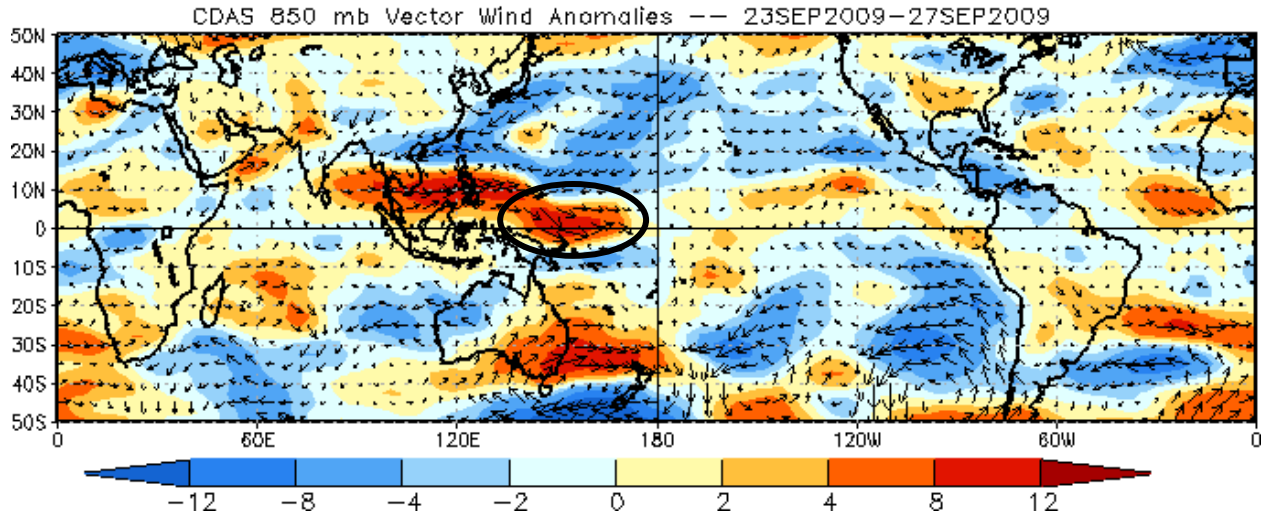 CDAS 850 mb Vector Wind Anomalies -- 23SEP2009-27SEP2009
50N
40N
30N
20N
10N
0
10S
20S
30S
40S
50S
0 60E 120E 180 120W 60W 0
-12 -8 -4 -2 0 2 4 8 12